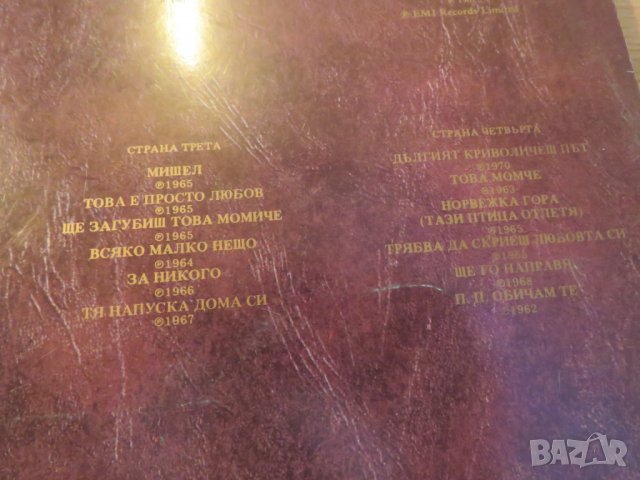 ℗ EMI Records Limited
СТРАНА ТРЕТА
МИШЕЛ
℗1965
ТОВА Е ПРОСТО ЛЮБОВ
℗1965
ЩЕ ЗАГУБИШ ТОВА МОМИЧЕ
℗1965
ВСЯКО МАЛКО НЕЩО
℗1964
ЗА НИКОГО
℗1966
ТЯ НАПУСКА ДОМА СИ
℗1967
СТРАНА ЧЕТВЪРТА
ДЪЛГИЯТ КРИВОЛИЧЕЩ ПЪТ
℗1970
ТОВА МОМЧЕ
℗1963
НОРВЕЖКА ГОРА
(ТАЗИ ПТИЦА ОТЛЕТЯ)
℗1965
ТРЯБВА ДА СКРИЕШ ЛЮБОВТА СИ
℗1965
ЩЕ ГО НАПРАВЯ
℗1968
П. П. ОБИЧАМ ТЕ
℗1962
BAZAR